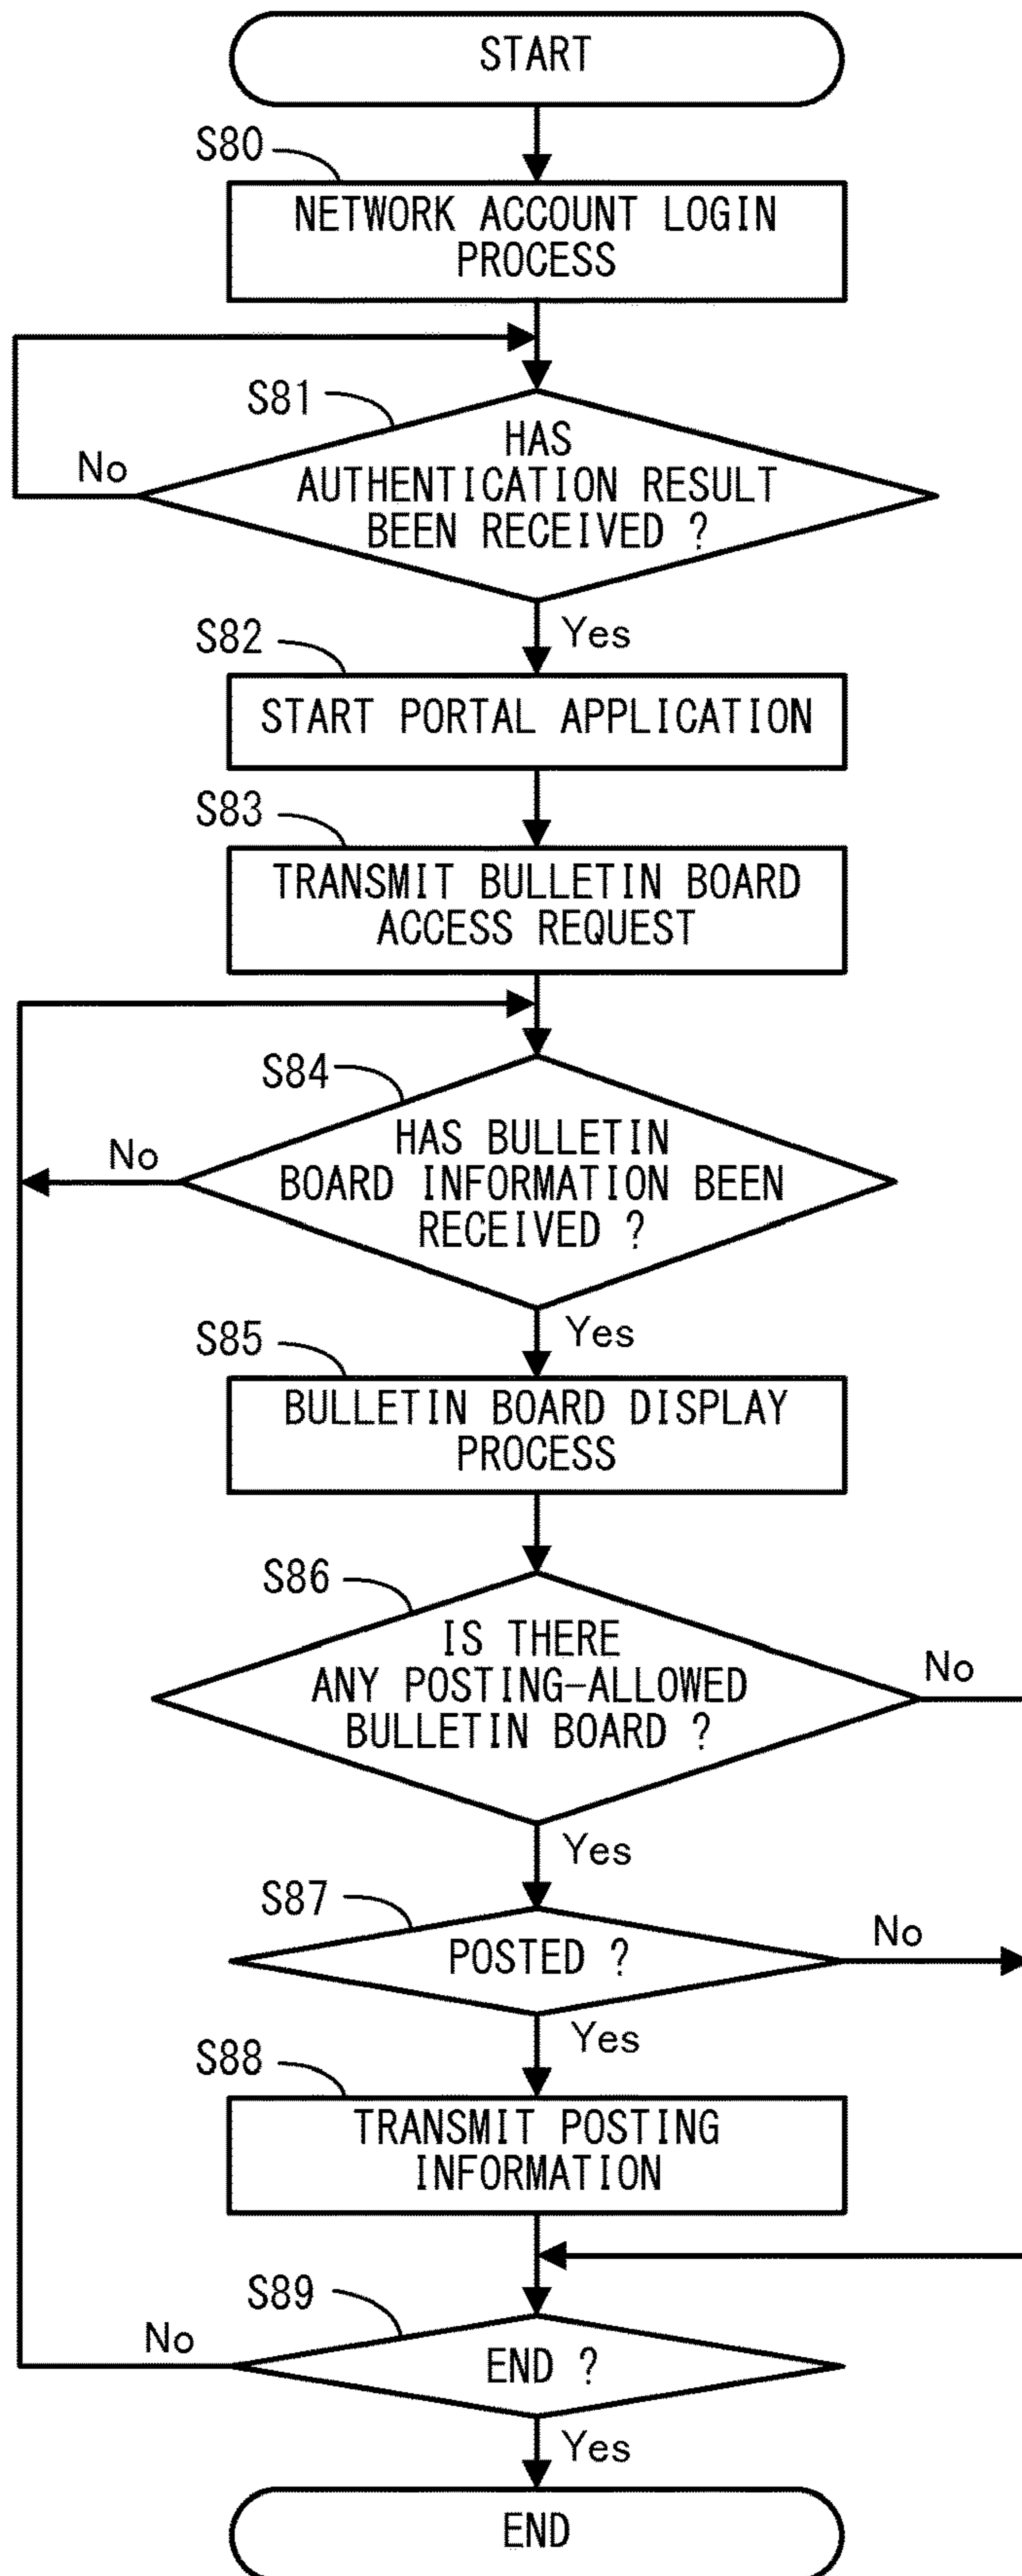 START
S80
NETWORK ACCOUNT LOGIN
PROCESS
S81
HAS
AUTHENTICATION RESULT
BEEN RECEIVED ?
No
Yes
S82
START PORTAL APPLICATION
S83
TRANSMIT BULLETIN BOARD
ACCESS REQUEST
S84
HAS BULLETIN
BOARD INFORMATION BEEN
RECEIVED ?
No
Yes
S85
BULLETIN BOARD DISPLAY
PROCESS
S86
IS THERE
ANY POSTING-ALLOWED
BULLETIN BOARD ?
No
Yes
S87
POSTED ?
No
Yes
S88
TRANSMIT POSTING
INFORMATION
S89
END ?
No
Yes
END